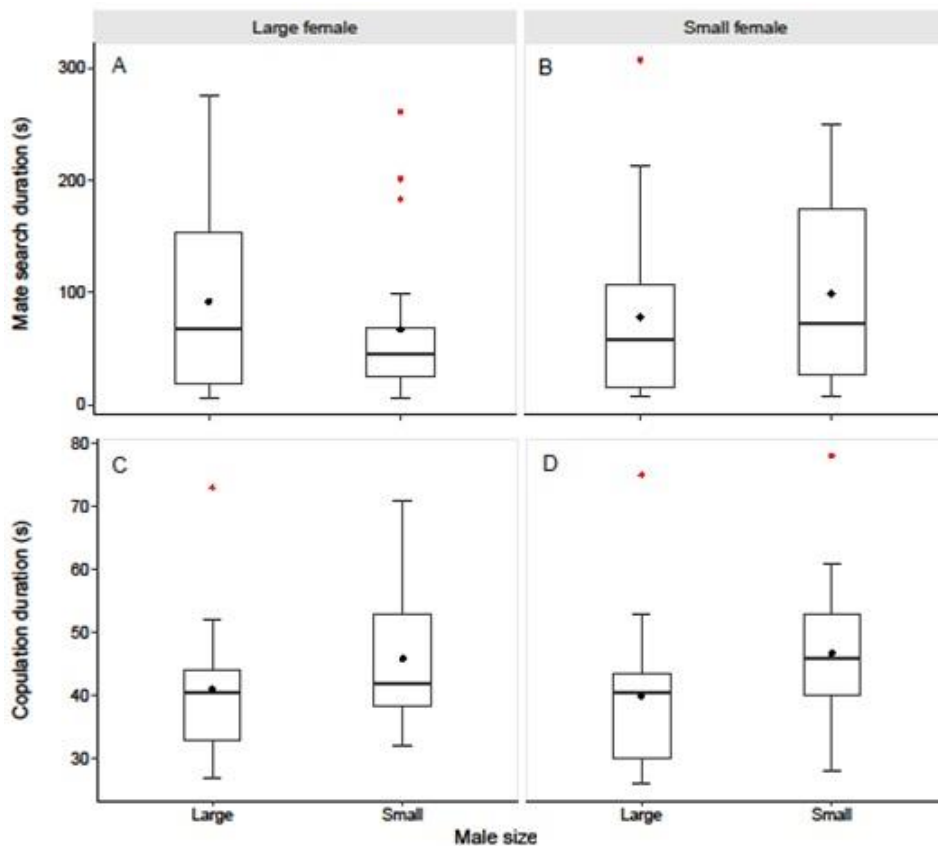 Large female
Small female
Mate search duration (s)
A
B
300
200
100
0
Copulation duration (s)
C
D
80
70
60
50
40
30
Large
Small
Large
Small
Male size